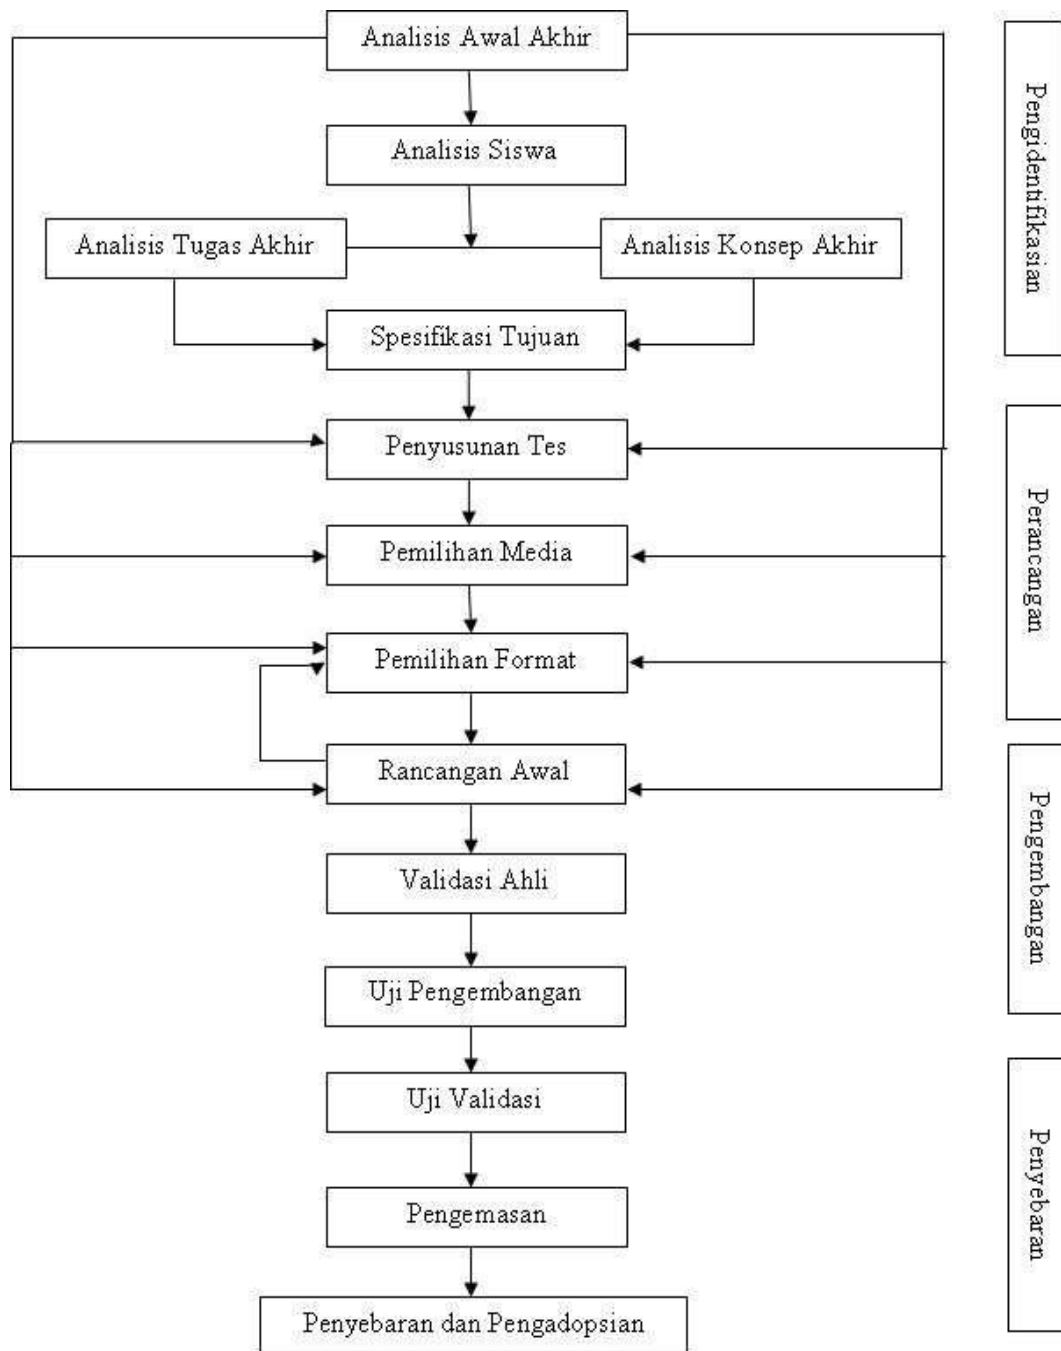 Analisis Awal Akhir
Analisis Siswa
Analisis Tugas Akhir
Analisis Konsep Akhir
Spesifikasi Tujuan
Penyusunan Tes
Pemilihan Media
Pemilihan Format
Rancangan Awal
Validasi Ahli
Uji Pengembangan
Uji Validasi
Pengemasan
Penyebaran dan Pengadopsian
Pengidentifikasian
Perancangan
Pengembangan
Penyebaran